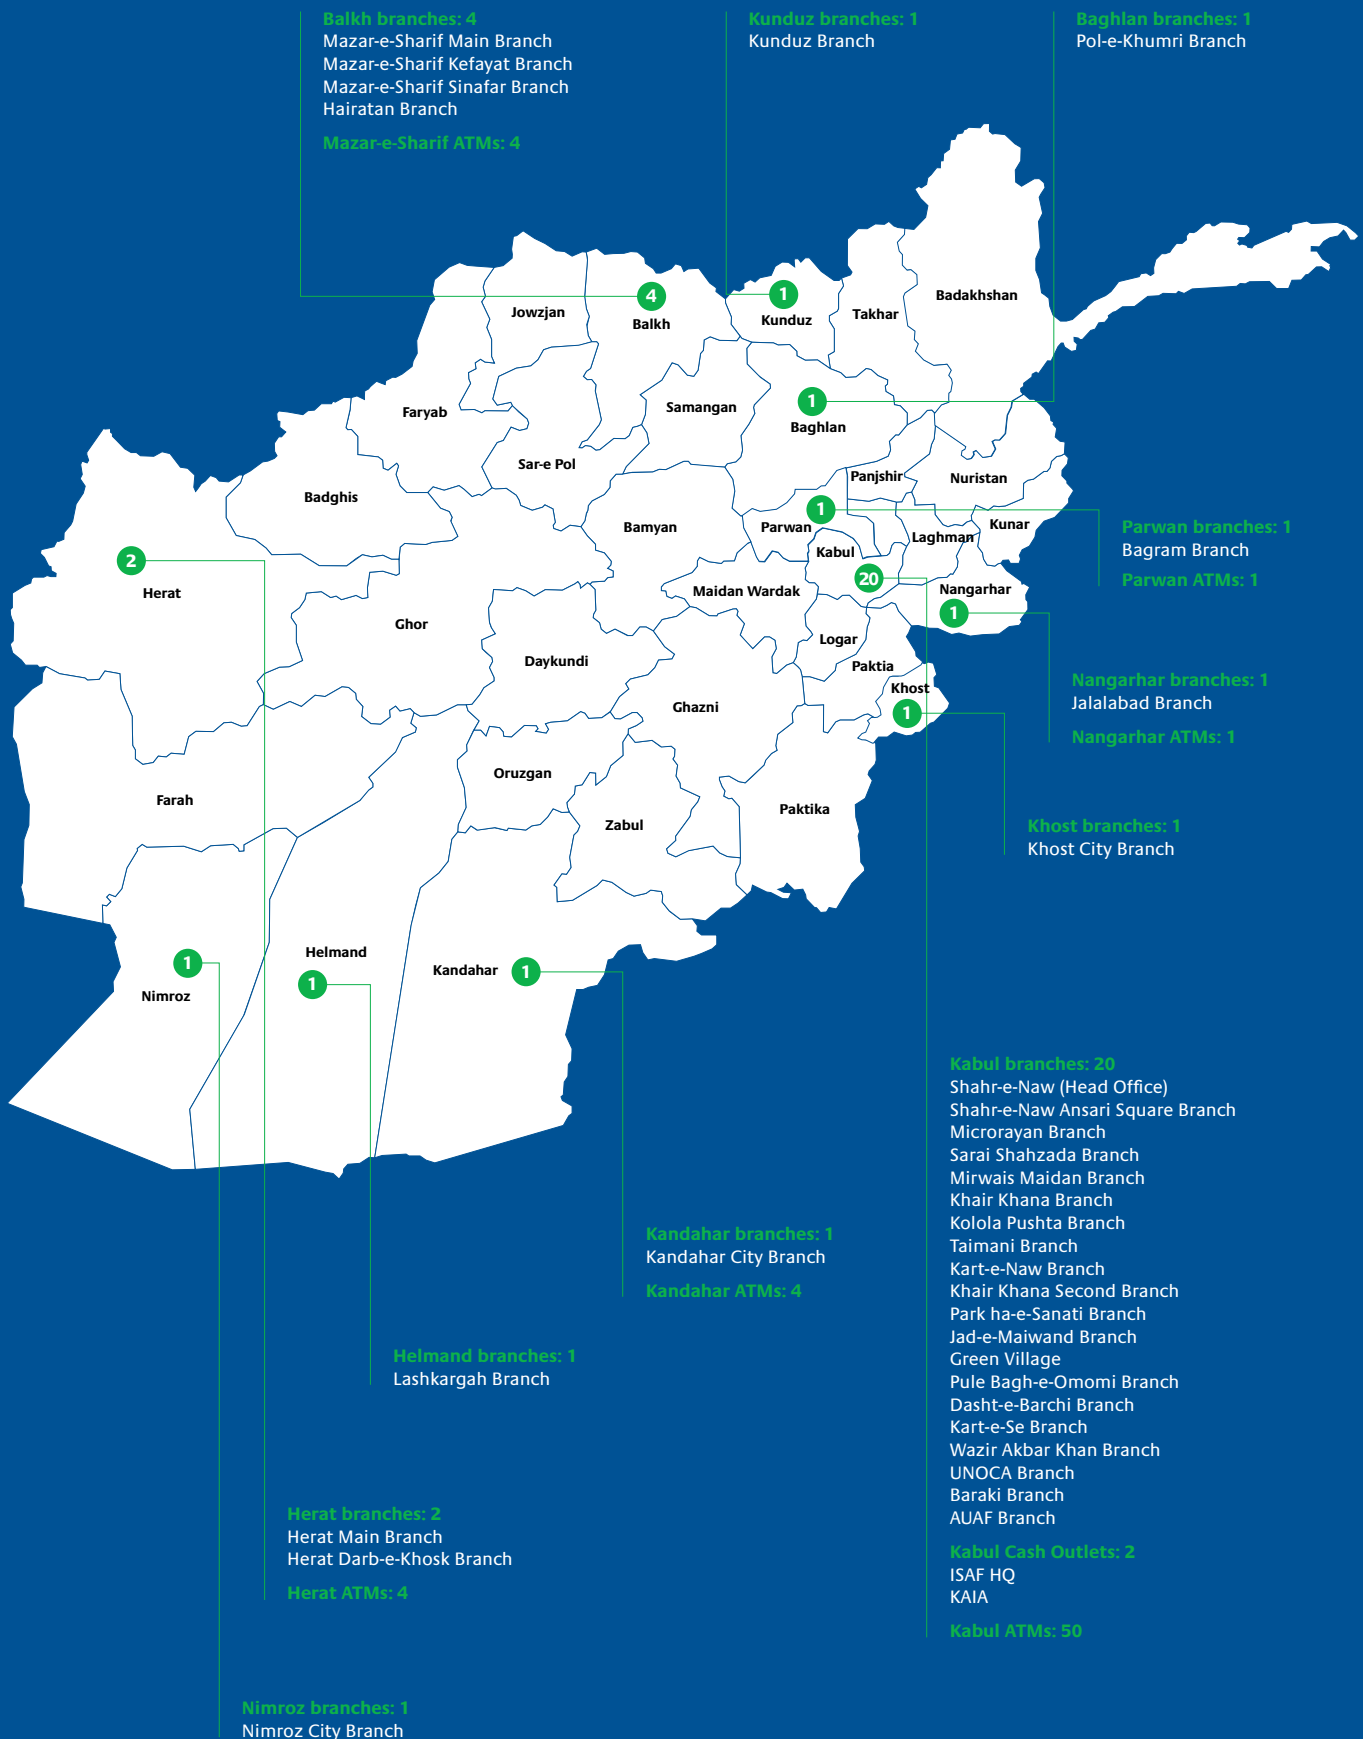 Balkh branches: 4
Mazar-e-Sharif Main Branch
Mazar-e-Sharif Kefayat Branch
Mazar-e-Sharif Sinafar Branch
Hairatan Branch
Mazar-e-Sharif ATMs: 4
Kunduz branches: 1
Kunduz Branch
Baghlan branches: 1
Pol-e-Khumri Branch
Badakhshan
4
Balkh
1
Kunduz
Jowzjan
Takhar
1
Baghlan
Samangan
Faryab
Sar-e Pol
Panjshir
Nuristan
Badghis
1
Parwan
Bamyan
Kunar
Laghman
Kabul
20
2
Herat
Maidan Wardak
Nangarhar
1
Ghor
Logar
Daykundi
Paktia
Khost
1
Ghazni
Oruzgan
Farah
Paktika
Zabul
Helmand
1
1
Nimroz
Kandahar
1
Parwan branches: 1
Bagram Branch
Parwan ATMs: 1
Nangarhar branches: 1
Jalalabad Branch
Nangarhar ATMs: 1
Khost branches: 1
Khost City Branch
Kabul branches: 20
Shahr-e-Naw (Head Office)
Shahr-e-Naw Ansari Square Branch
Microrayan Branch
Sarai Shahzada Branch
Mirwais Maidan Branch
Khair Khana Branch
Kolola Pushta Branch
Taimani Branch
Kart-e-Naw Branch
Khair Khana Second Branch
Park ha-e-Sanati Branch
Jad-e-Maiwand Branch
Green Village
Pule Bagh-e-Omomi Branch
Dasht-e-Barchi Branch
Kart-e-Se Branch
Wazir Akbar Khan Branch
UNOCA Branch
Baraki Branch
AUAF Branch
Kabul Cash Outlets: 2
ISAF HQ
KAIA
Kabul ATMs: 50
Kandahar branches: 1
Kandahar City Branch
Kandahar ATMs: 4
Helmand branches: 1
Lashkargah Branch
Herat branches: 2
Herat Main Branch
Herat Darb-e-Khosk Branch
Herat ATMs: 4
Nimroz branches: 1
Nimroz City Branch